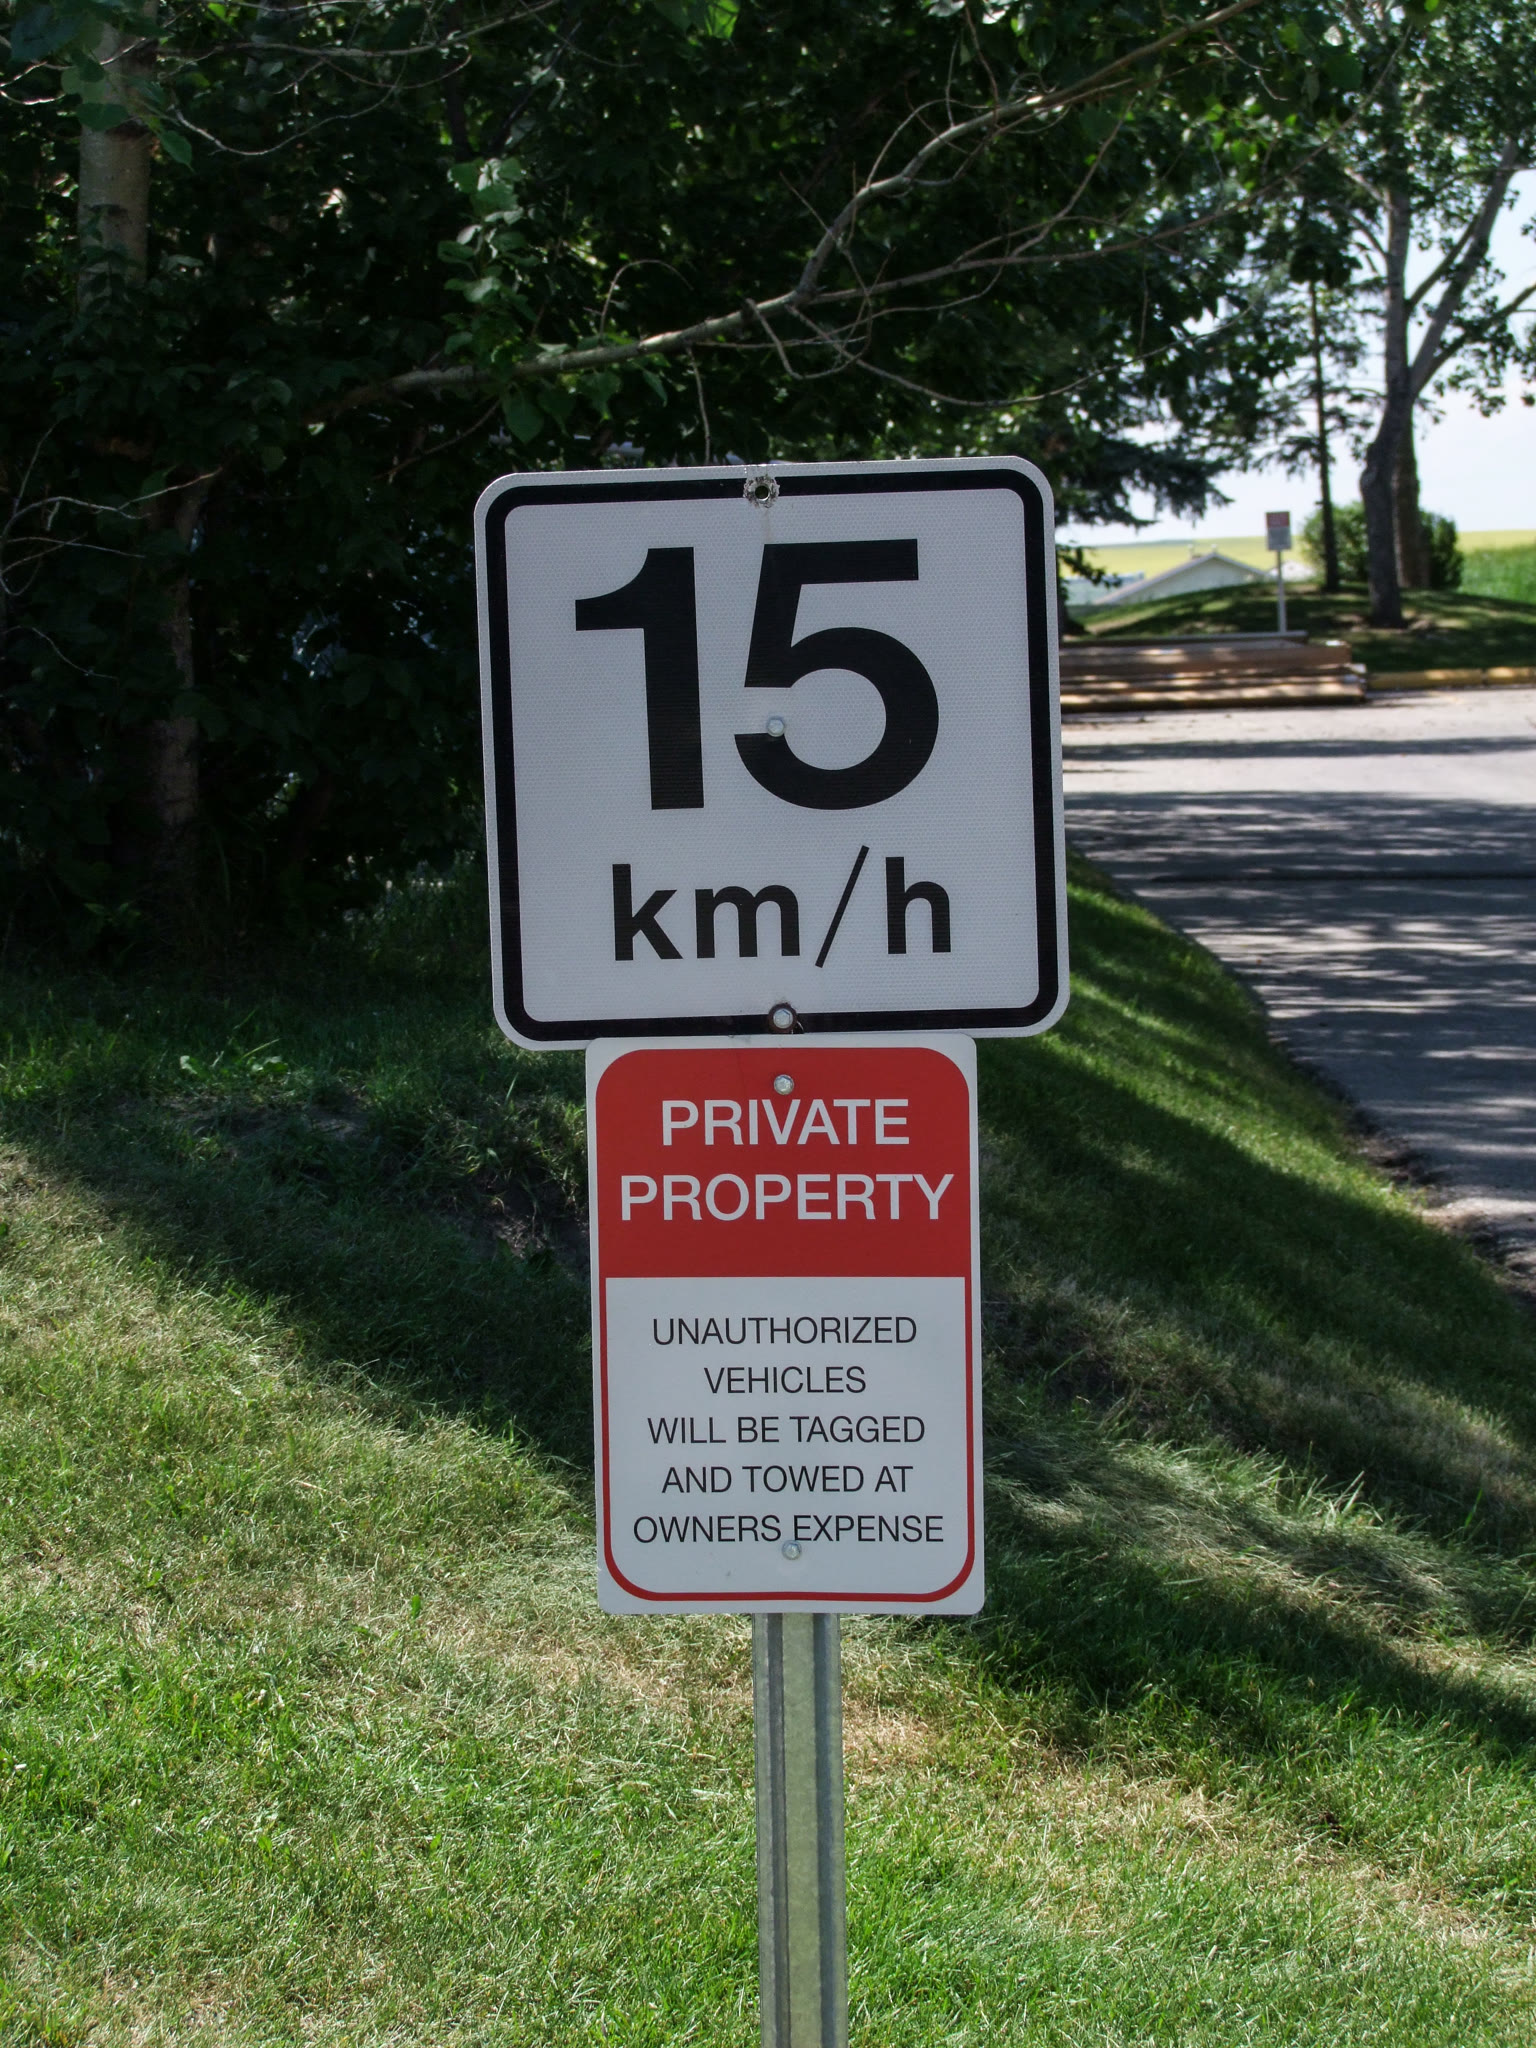 15
km/h
PRIVATE
PROPERTY
UNAUTHORIZED
VEHICLES
WILL BE TAGGED
AND TOWED AT
OWNERS EXPENSE